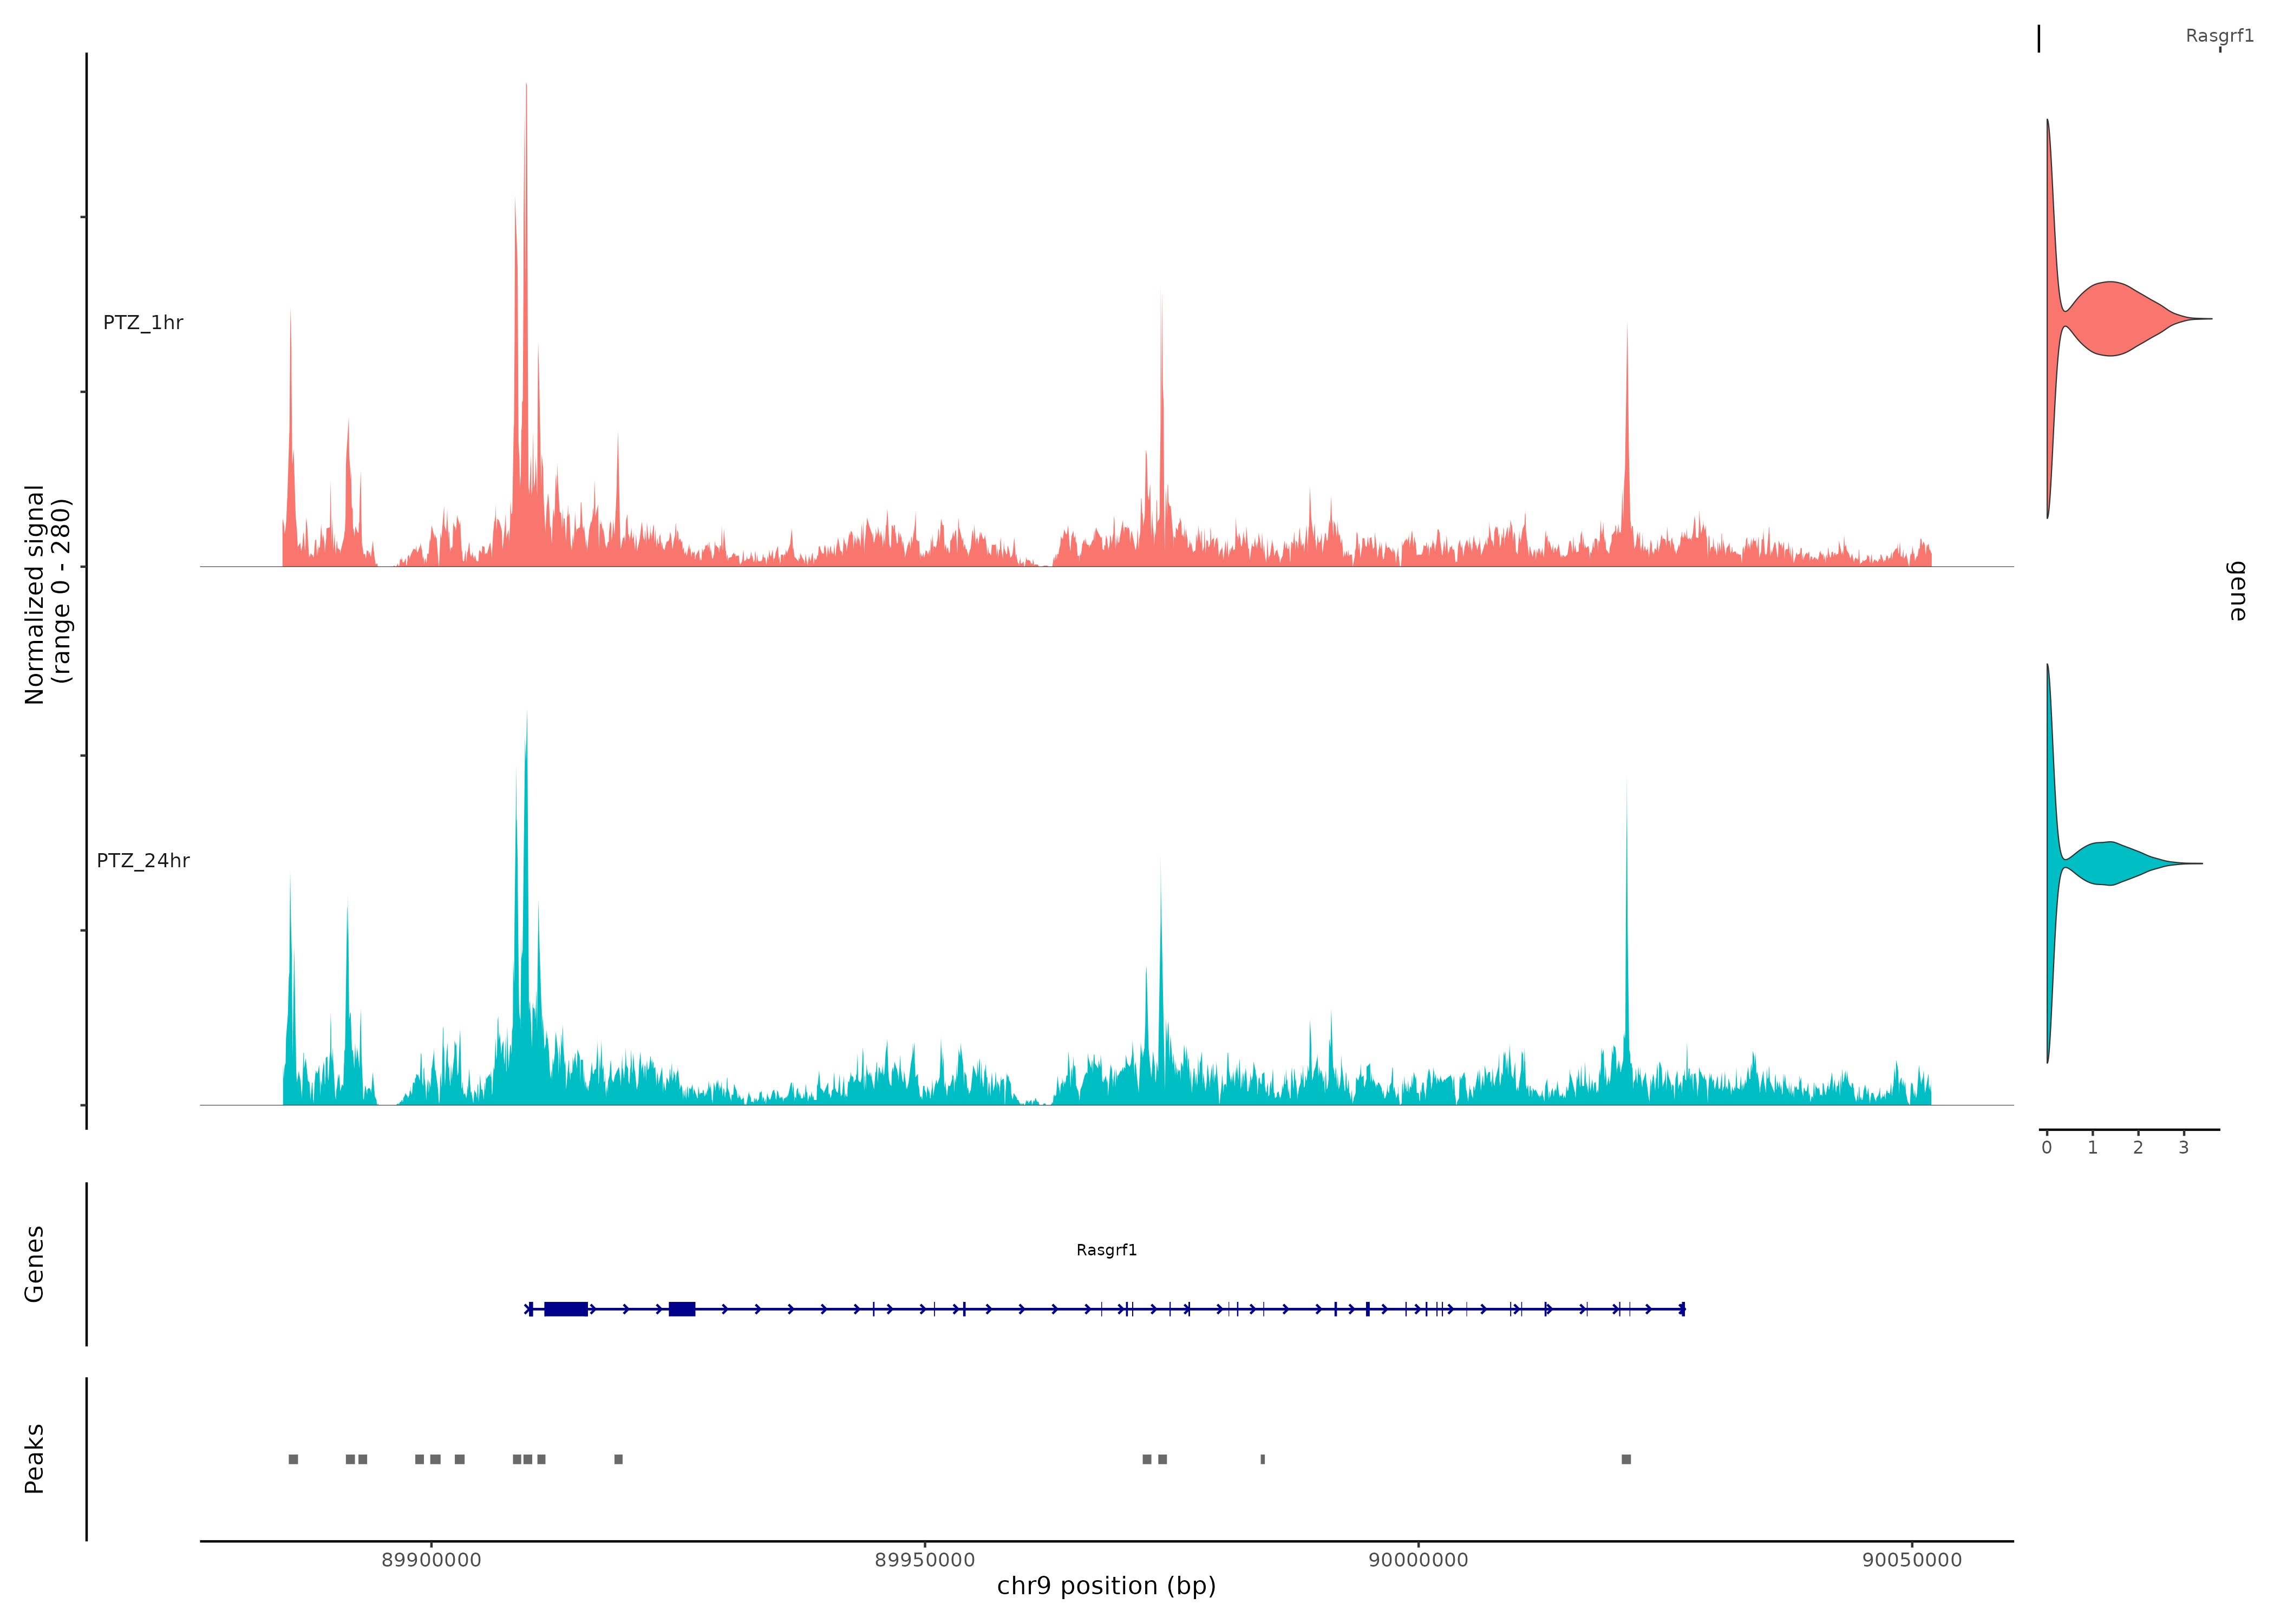 Rasgrf1
Normalized signal
(range 0 - 280)
PTZ_1hr
PTZ_24hr
gene
0 1 2 3
Genes
Rasgrf1
Peaks
89900000 89950000 90000000 90050000
chr9 position (bp)